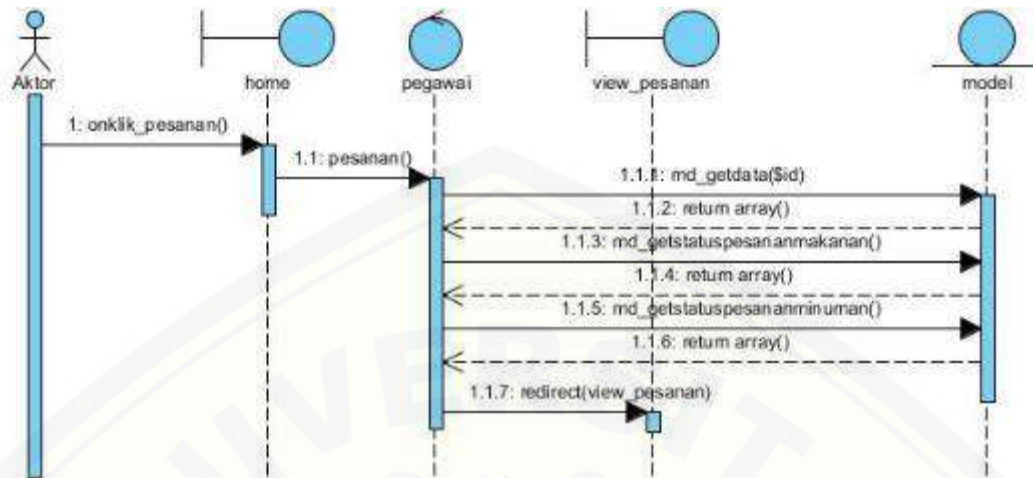 Aktor
home
pegawai
view_pesanan
model
1: onklik_pesanan()
1.1: pesanan()
1.1.1: md_getdata($id)
1.1.2: return array()
1.1.3: md_getstatuspesananmakanan()
1.1.4: return array()
1.1.5: md_getstatuspesananminuman()
1.1.6: return array()
1.1.7: redirect(view_pesanan)